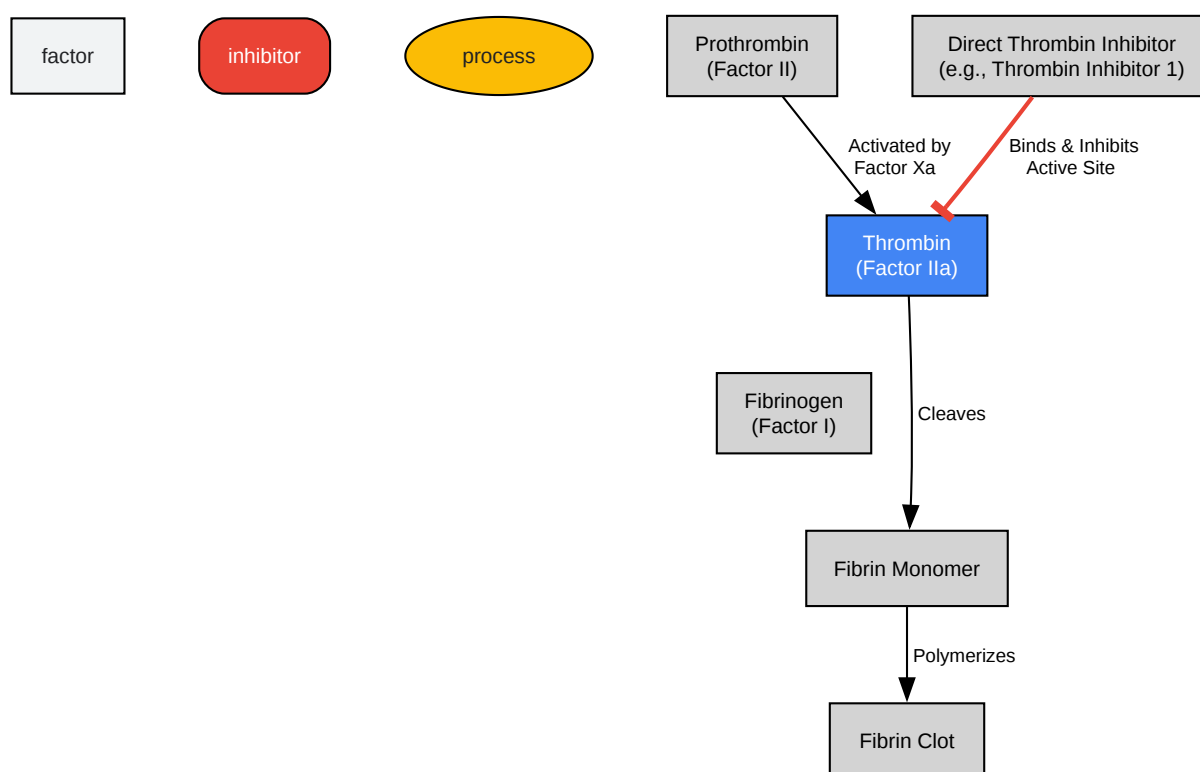 factor
inhibitor
process
Prothrombin
(Factor II)
Direct Thrombin Inhibitor
(e.g., Thrombin Inhibitor 1)
Activated by
Factor Xa
Binds & Inhibits
Active Site
Thrombin
(Factor IIa)
Fibrinogen
(Factor I)
Cleaves
Fibrin Monomer
Polymerizes
Fibrin Clot